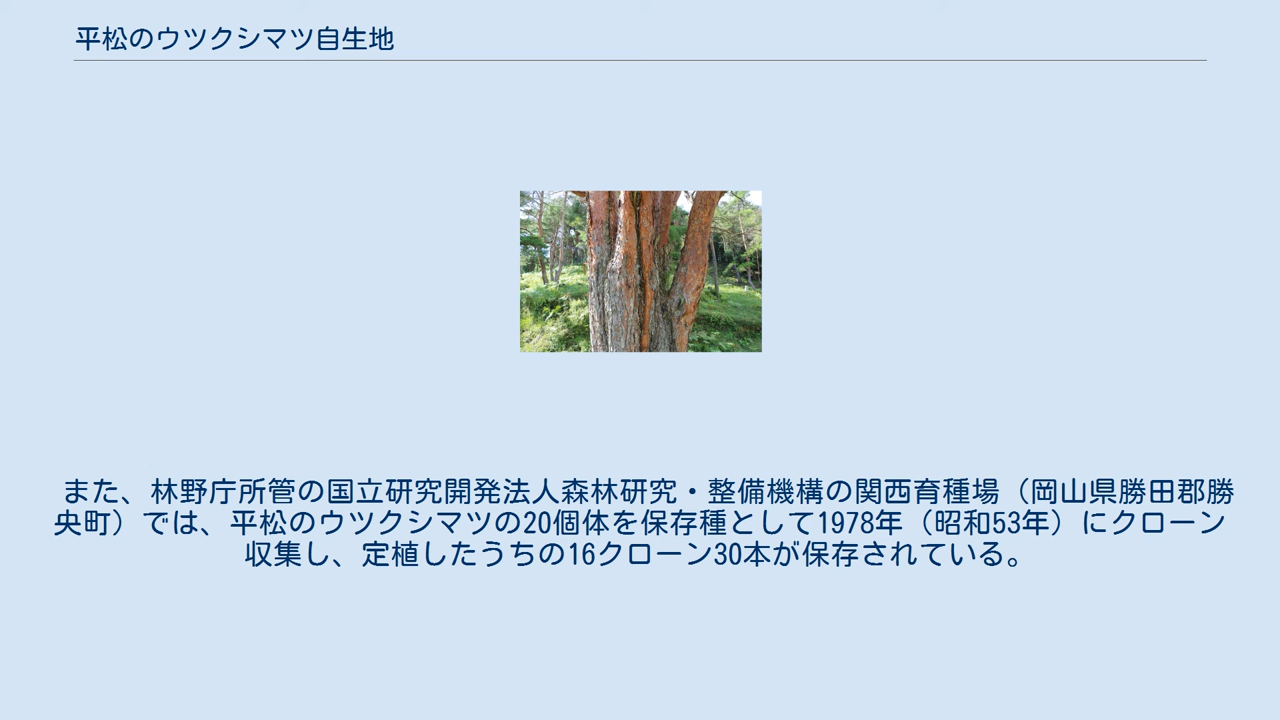 平松のウツクシマツ自生地
また、林野庁所管の国立研究開発法人森林研究・整備機構の関西育種場（岡山県勝田郡勝
央町）では、平松のウツクシマツの20個体を保存種として1978年（昭和53年）にクローン
収集し、定植したうちの16クローン30本が保存されている。